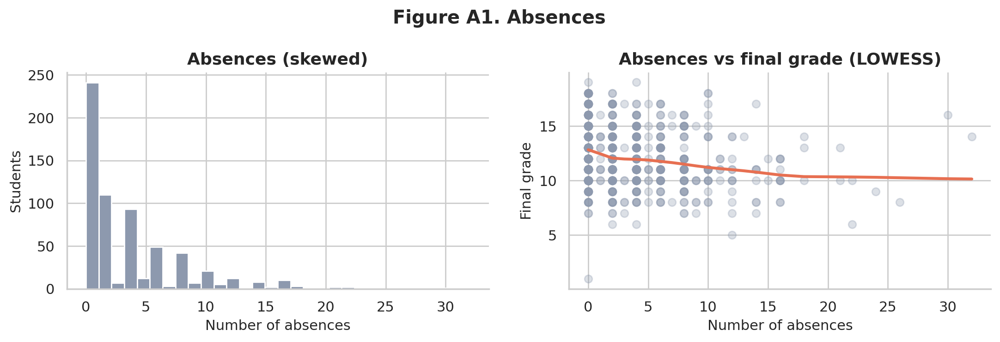 Figure A1. Absences
Absences (skewed)
250
200
150
100
50
0
Students
0 5 10 15 20 25 30
Number of absences
Absences vs final grade (LOWESS)
15
10
5
Final grade
0 5 10 15 20 25 30
Number of absences